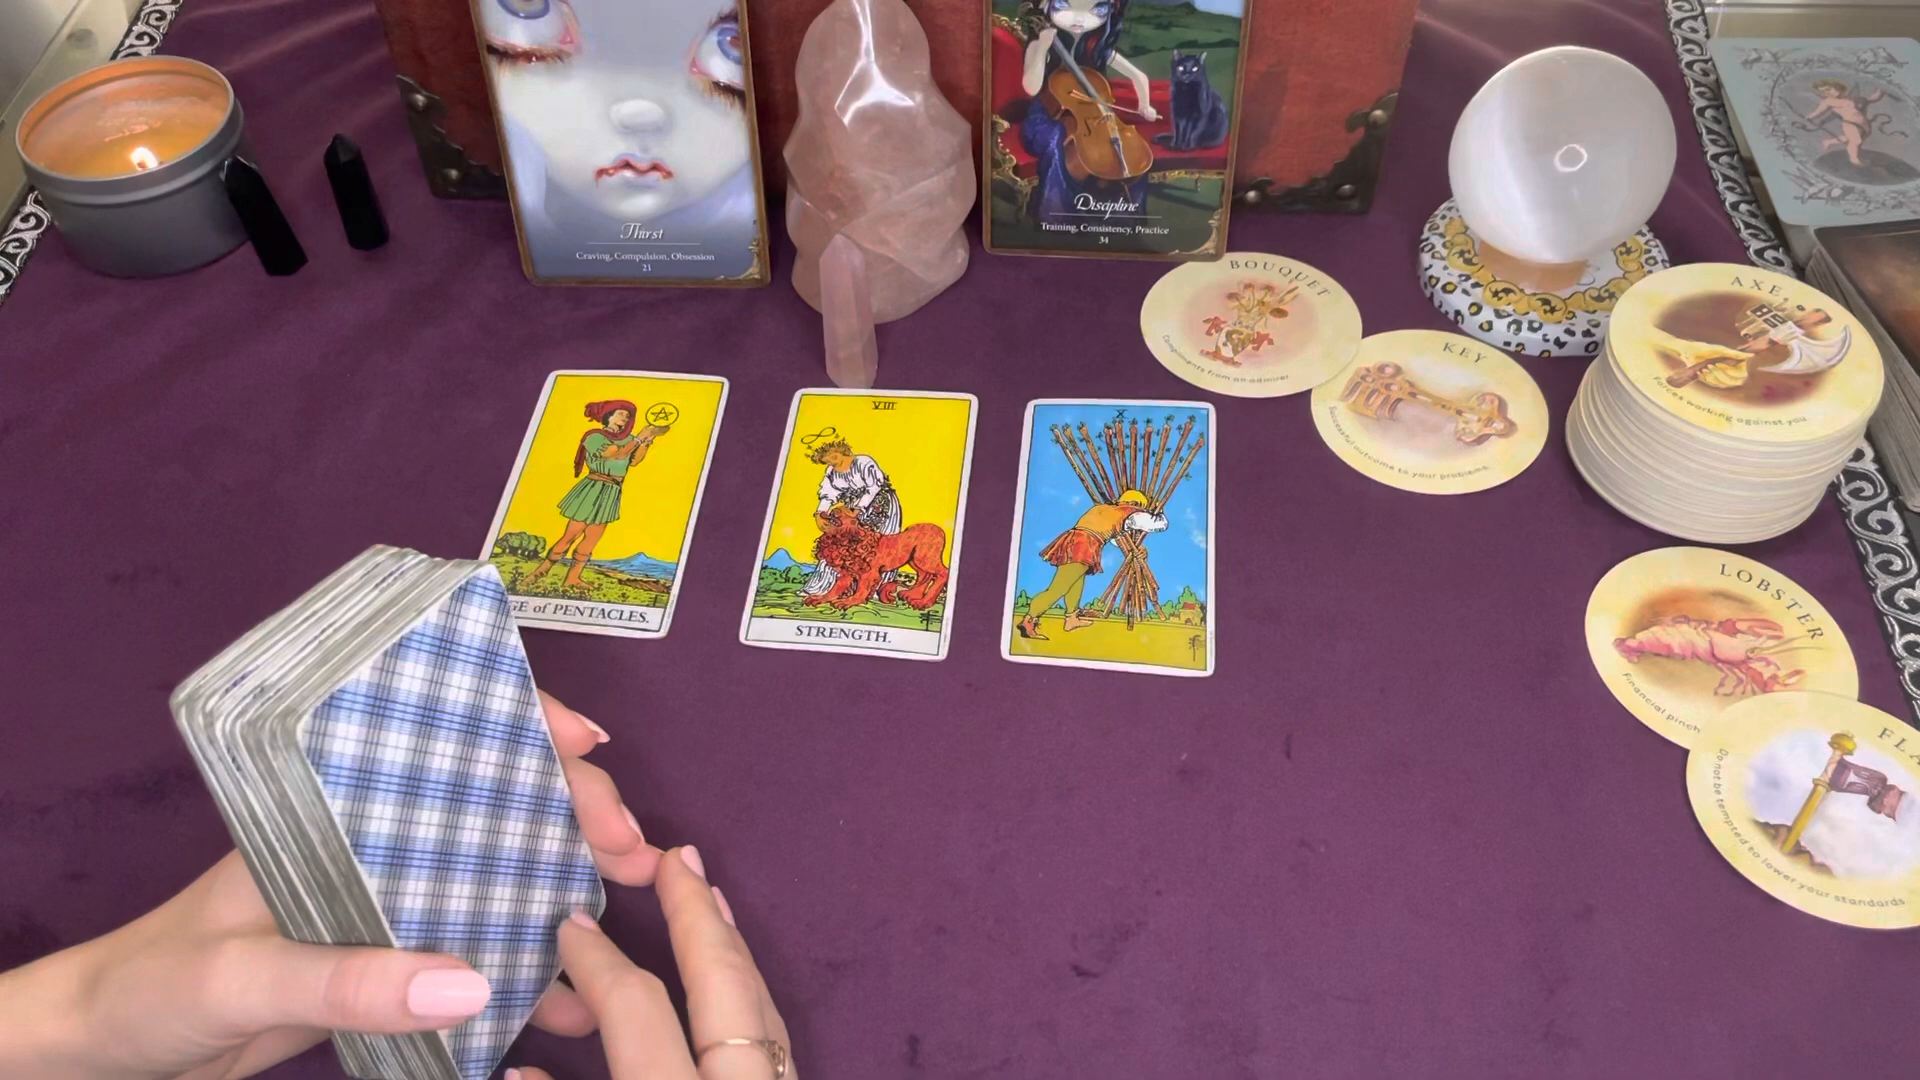 Thirst
Craving, Compulsion, Obsession
21
Discipline
Training, Consistency, Practice
34
BOUQUET
Compliments from an admirer
KEY
Successful outcome to your problems.
AXE
Forces working against you.
GE of PENTACLES.
VIII
STRENGTH.
X
LOBSTER
Financial pinch
FLA
Do not be tempted to lower your standards